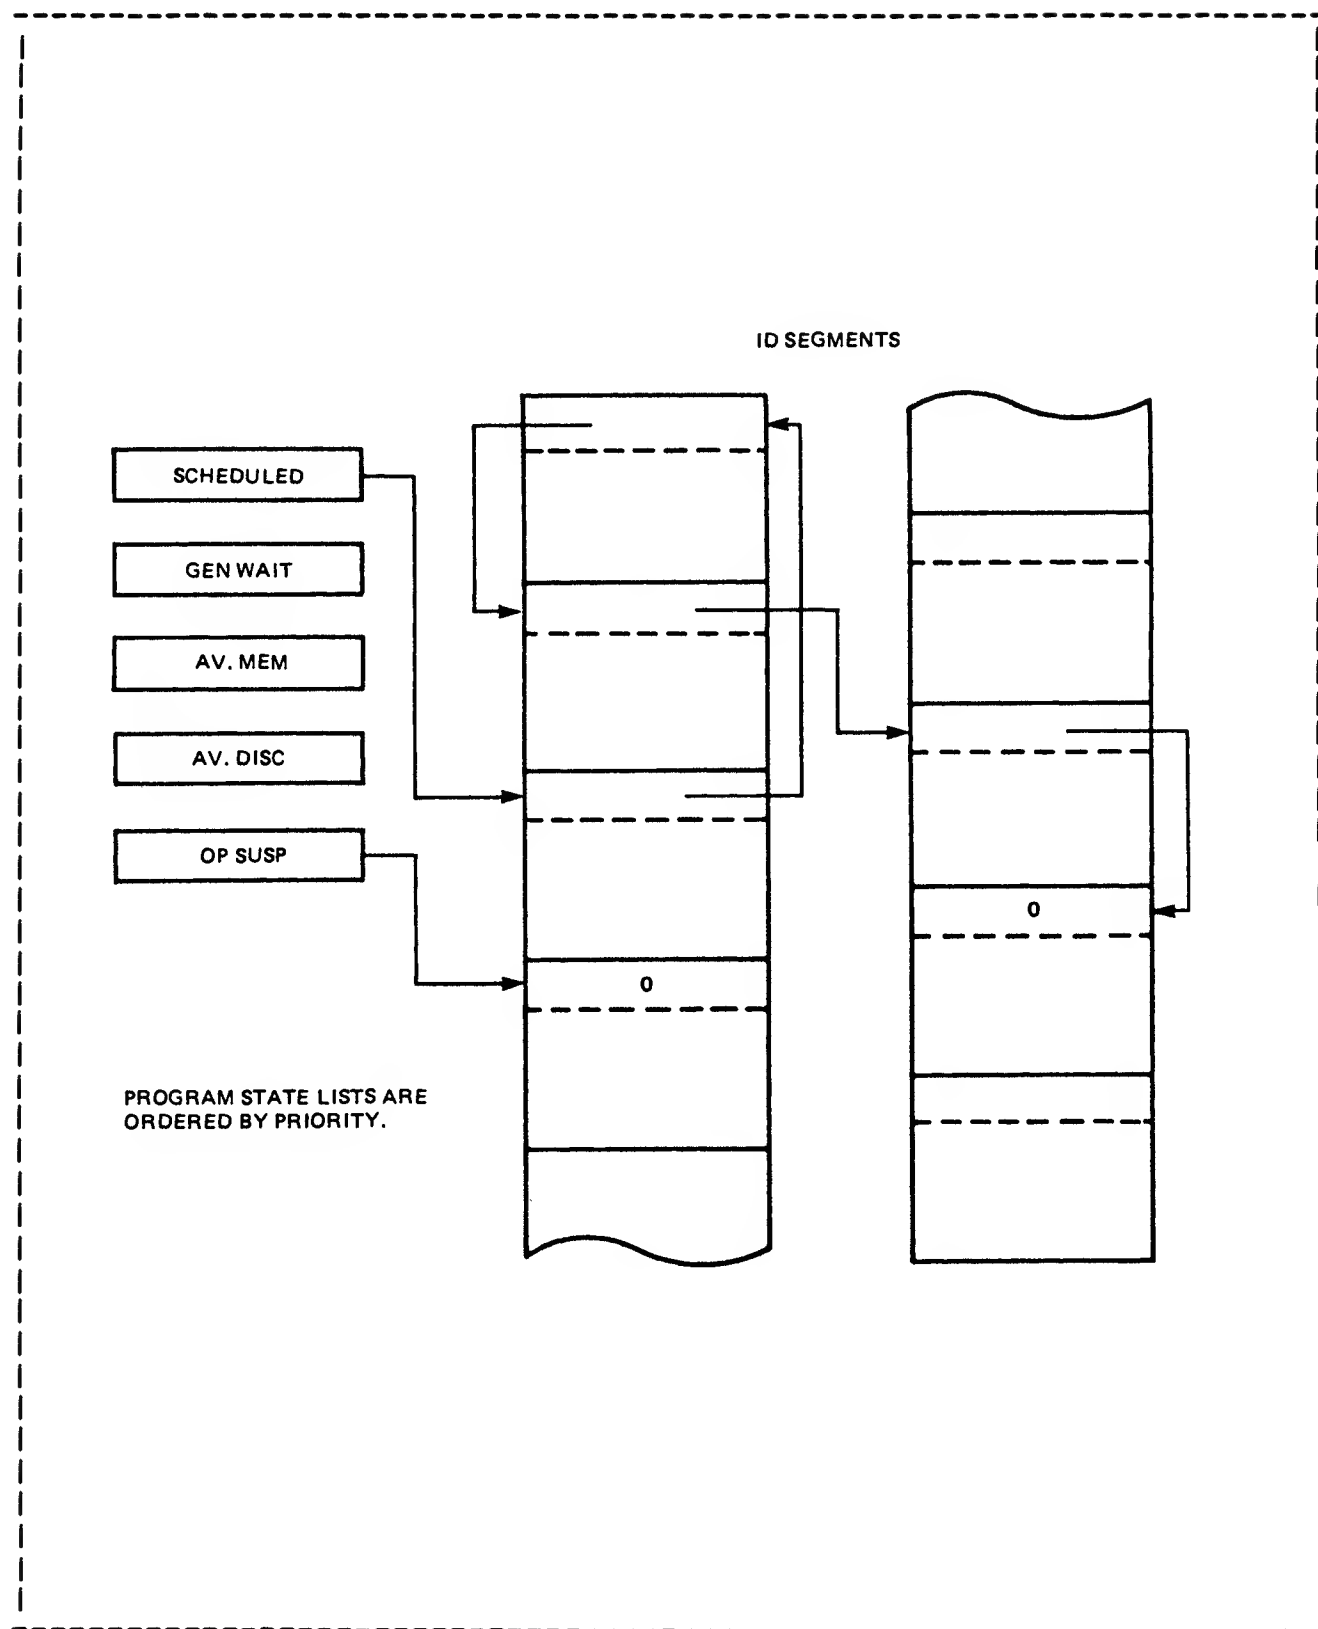 ID SEGMENTS
SCHEDULED
GEN WAIT
AV. MEM
AV. DISC
OP SUSP
0
0
PROGRAM STATE LISTS ARE
ORDERED BY PRIORITY.